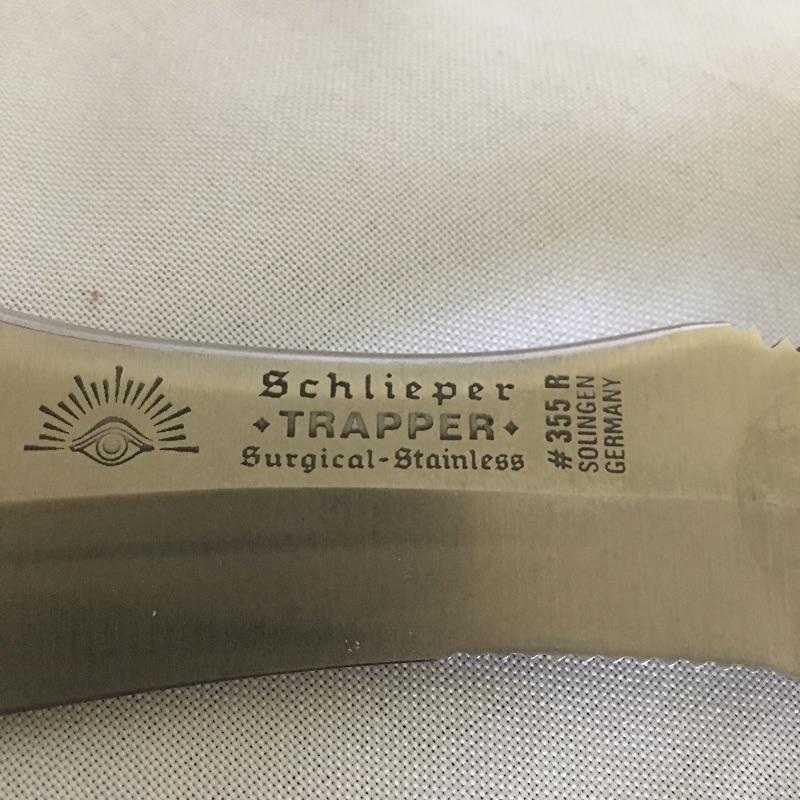 Schlieper
TRAPPER
Surgical-Stainless
# 355 R
SOLINGEN
GERMANY